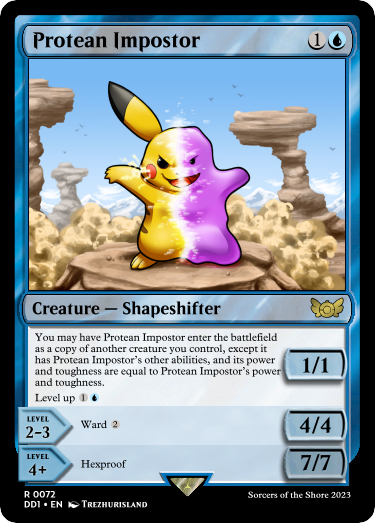 Protean Impostor 1
Creature — Shapeshifter
You may have Protean Impostor enter the battlefield
as a copy of another creature you control, except it
has Protean Impostor's other abilities, and its power
and toughness are equal to Protean Impostor's power
and toughness.
1/1
Level up 1
LEVEL
2-3
Ward 2
4/4
LEVEL
4+
Hexproof
7/7
R 0072
DD1 • EN TREZHURISLAND
Sorcers of the Shore 2023